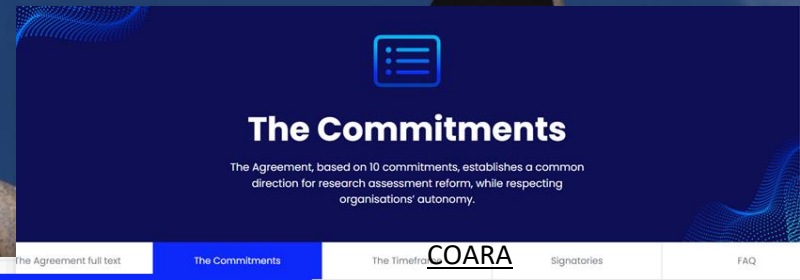 The Commitments
The Agreement, based on 10 commitments, establishes a common
direction for research assessment reform, while respecting
organisations' autonomy.
The Agreement full text
The Commitments
The Timeframe
COARA
Signatories
FAQ